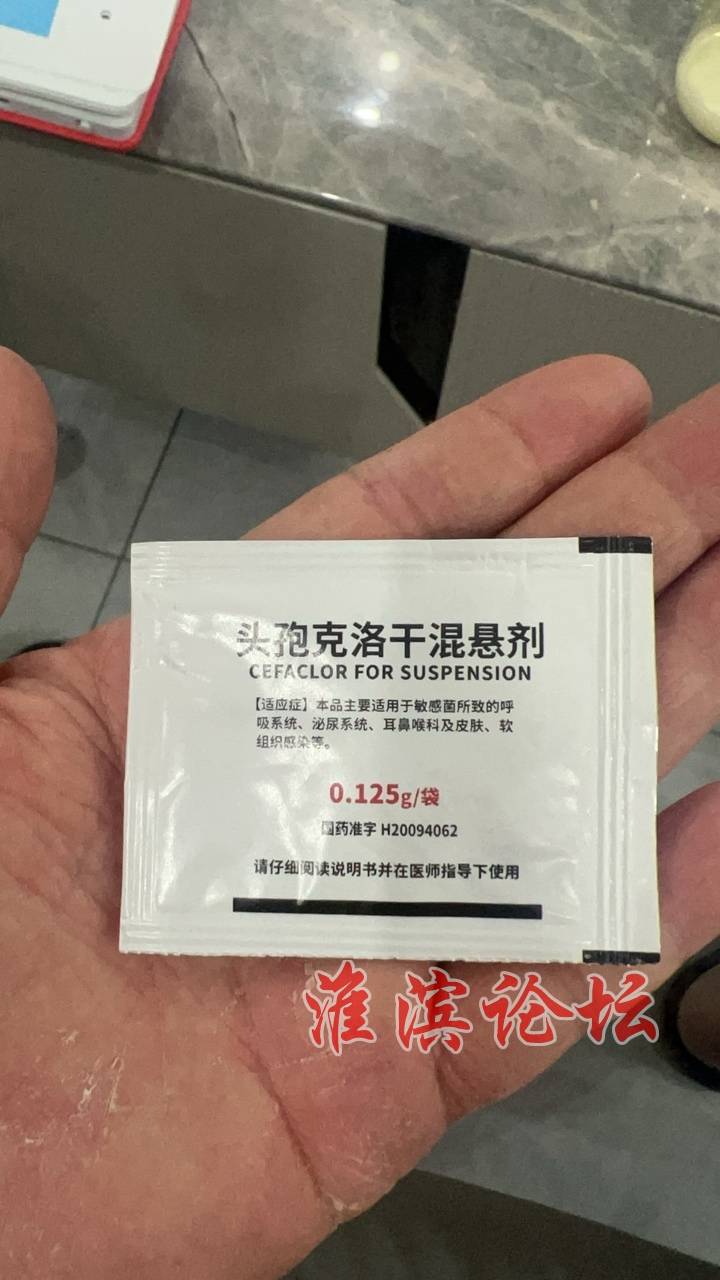 头孢克洛干混悬剂
CEFACLOR FOR SUSPENSION
【适应症】本品主要适用于敏感菌所致的呼
吸系统、泌尿系统、耳鼻喉科及皮肤、软
组织感染等。
0.125g/袋
国药准字 H20094062
请仔细阅读说明书并在医师指导下使用
淮滨论坛